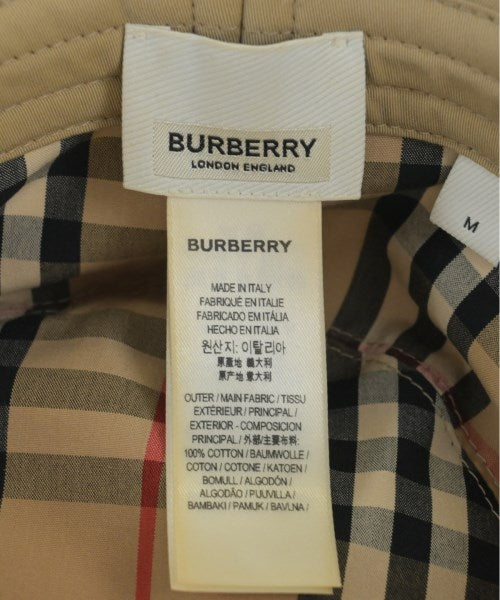 BURBERRY
LONDON ENGLAND
M
BURBERRY
MADE IN ITALY
FABRIQUÉ EN ITALIE
FABRICADO EM ITÁLIA
HECHO EN ITALIA
원산지: 이탈리아
原產地 義大利
原产地 意大利
OUTER / MAIN FABRIC / TISSU
EXTÉRIEUR / PRINCIPAL /
EXTERIOR - COMPOSICION
PRINCIPAL / 外部/主要布料:
100% COTTON / BAUMWOLLE /
COTON / COTONE / KATOEN /
BOMULL / ALGODÓN /
ALGODÃO / PUUVILLA /
BAMBAKI / PAMUK / BAVLNA /